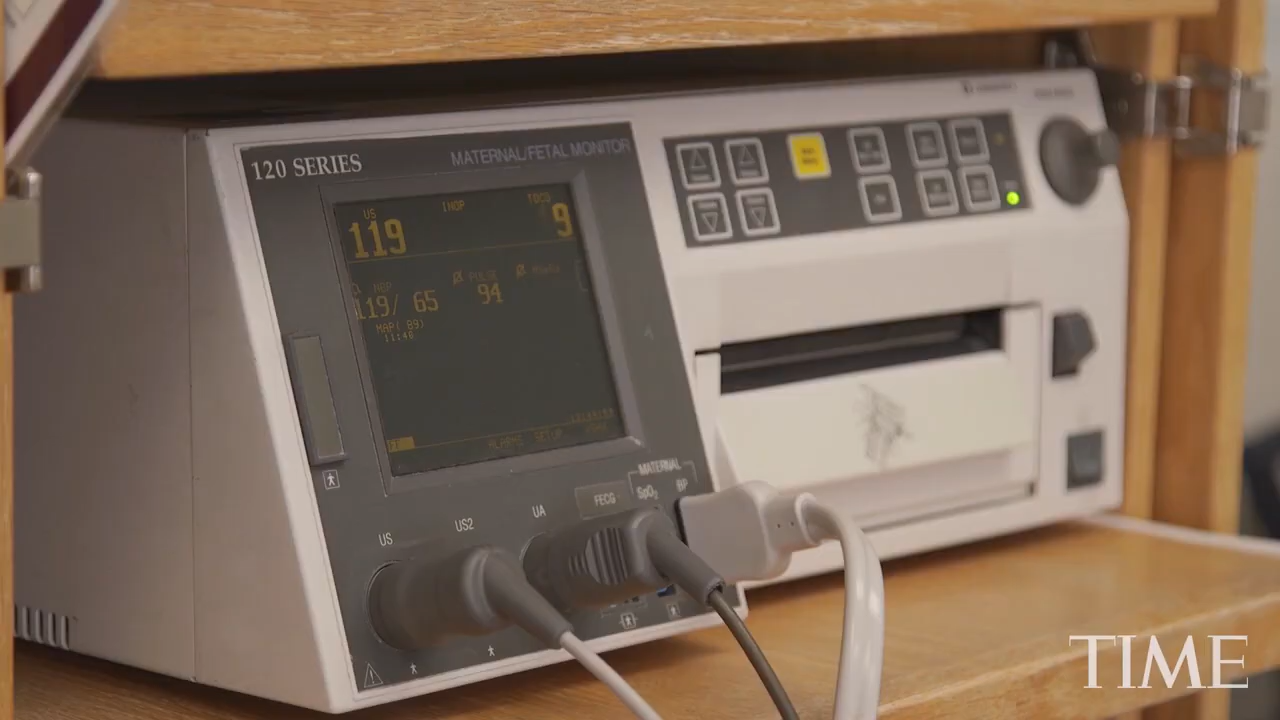 120 SERIES
MATERNAL/FETAL MONITOR
US
INOP
TOCO
119
9
NBP
PULSE
119/ 65
94
MAP( 89)
11:49
ALARMS SETUP
MATERNAL
FECG
SpO2
BP
US
US2
UA
TIME